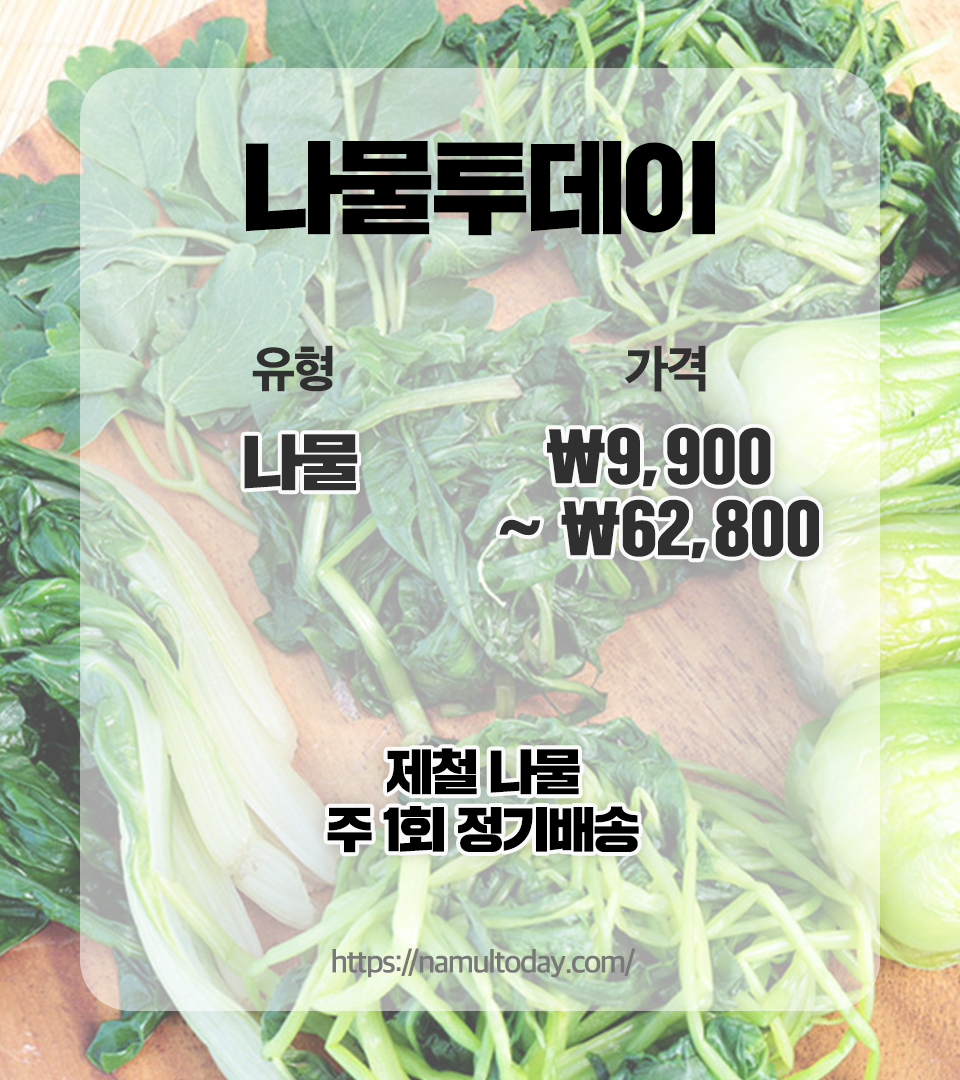 나물투데이
유형 가격
나물 ₩9,900
~ ₩62,800
제철 나물
주 1회 정기배송
https://namultoday.com/